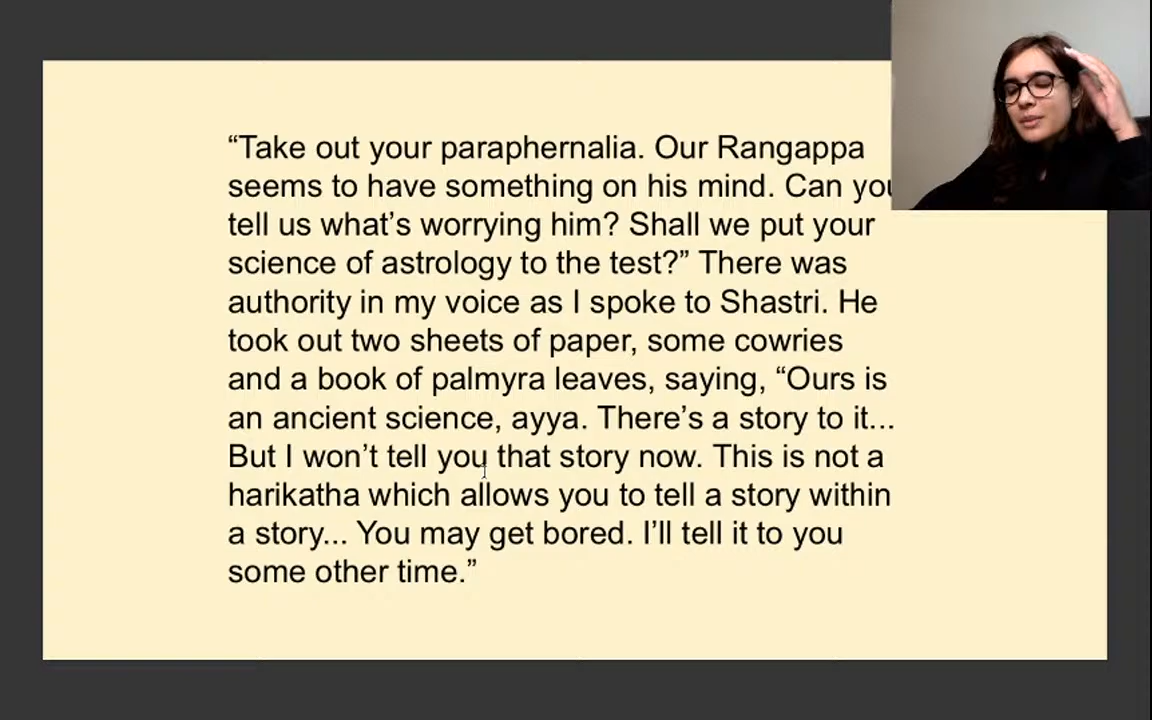 “Take out your paraphernalia. Our Rangappa
seems to have something on his mind. Can you
tell us what’s worrying him? Shall we put your
science of astrology to the test?” There was
authority in my voice as I spoke to Shastri. He
took out two sheets of paper, some cowries
and a book of palmyra leaves, saying, “Ours is
an ancient science, ayya. There’s a story to it...
But I won’t tell you that story now. This is not a
harikatha which allows you to tell a story within
a story... You may get bored. I’ll tell it to you
some other time.”